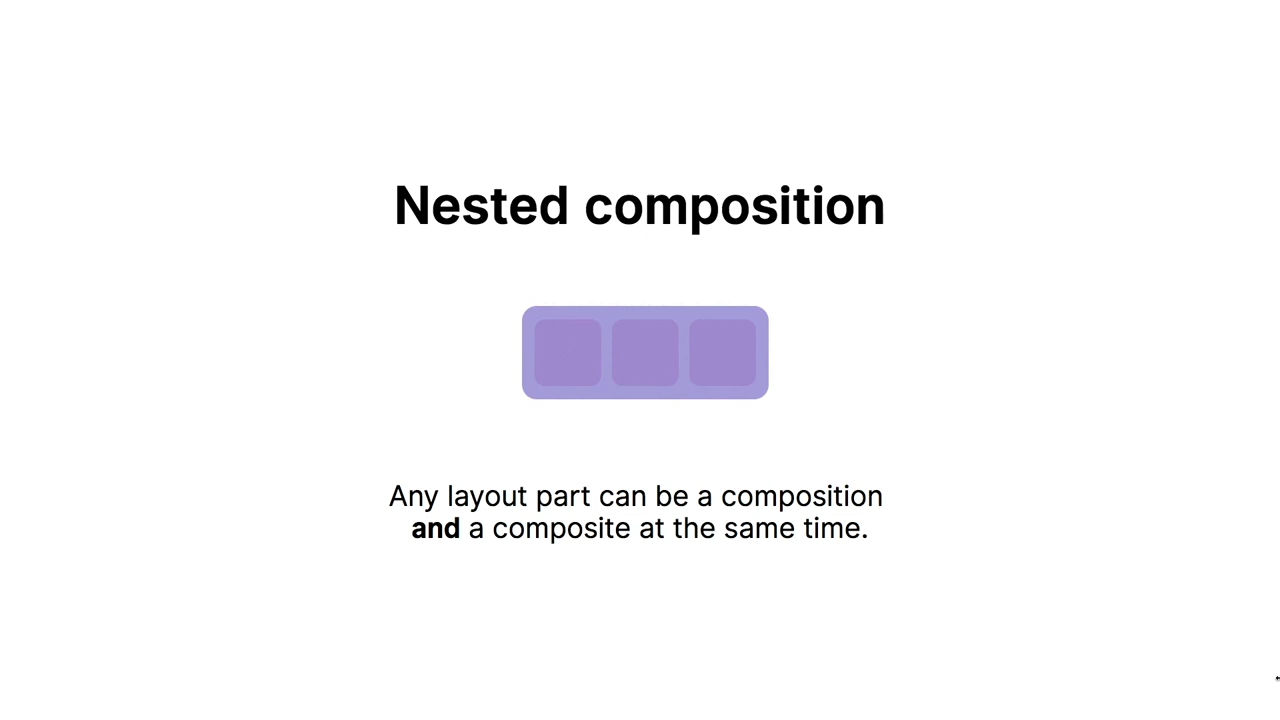 Nested composition
Any layout part can be a composition
and a composite at the same time.